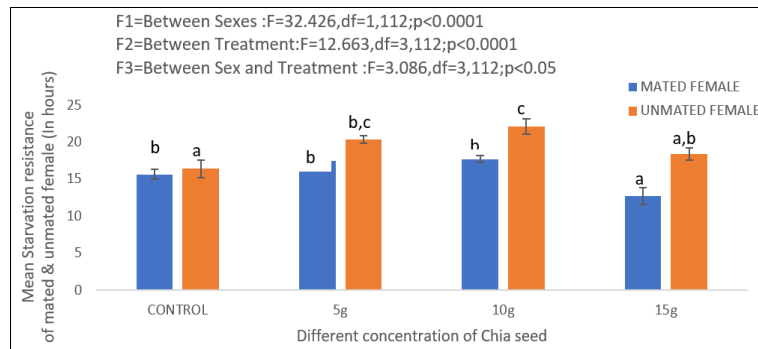 F1=Between Sexes :F=32.426,df=1,112;p<0.0001
F2=Between Treatment:F=12.663,df=3,112;p<0.0001
F3=Between Sex and Treatment :F=3.086,df=3,112;p<0.05
MATED FEMALE
UNMATED FEMALE
Mean Starvation resistance
of mated & unmated female (In hours)
25
20
15
10
5
0
b
a
b
b,c
b
c
a
a,b
CONTROL
5g
10g
15g
Different concentration of Chia seed